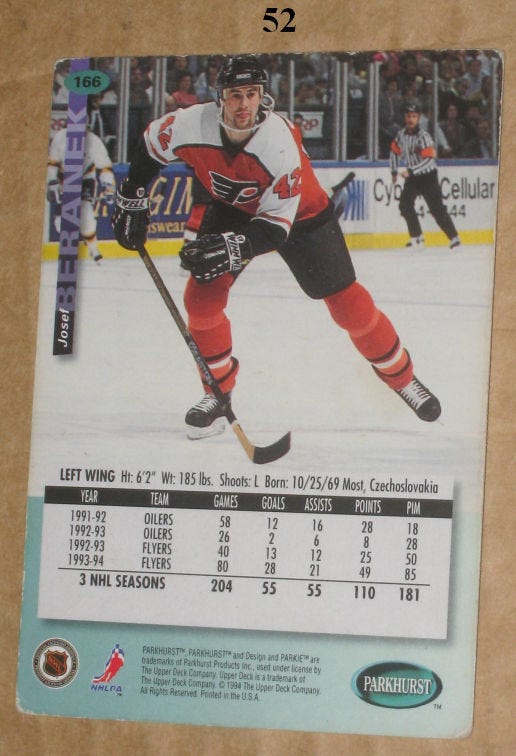 52
166
Josef
BERANEK
42
42
GIN
Cellular
44
LEFT WING Ht: 6'2" Wt: 185 lbs. Shoots: L Born: 10/25/69 Most, Czechoslovakia
YEAR TEAM GAMES GOALS ASSISTS POINTS PIM
1991-92 OILERS 58 12 16 28 18
1992-93 OILERS 26 2 6 8 28
1992-93 FLYERS 40 13 12 25 50
1993-94 FLYERS 80 28 21 49 85
3 NHL SEASONS 204 55 55 110 181
PARKHURST™, PARKHURST™ and Design and PARKIE™ are
trademarks of Parkhurst Products Inc., used under license by
The Upper Deck Company. Upper Deck is a trademark of
The Upper Deck Company. © 1994 The Upper Deck Company.
All Rights Reserved. Printed in the U.S.A.
NHLPA
PARKHURST
TM